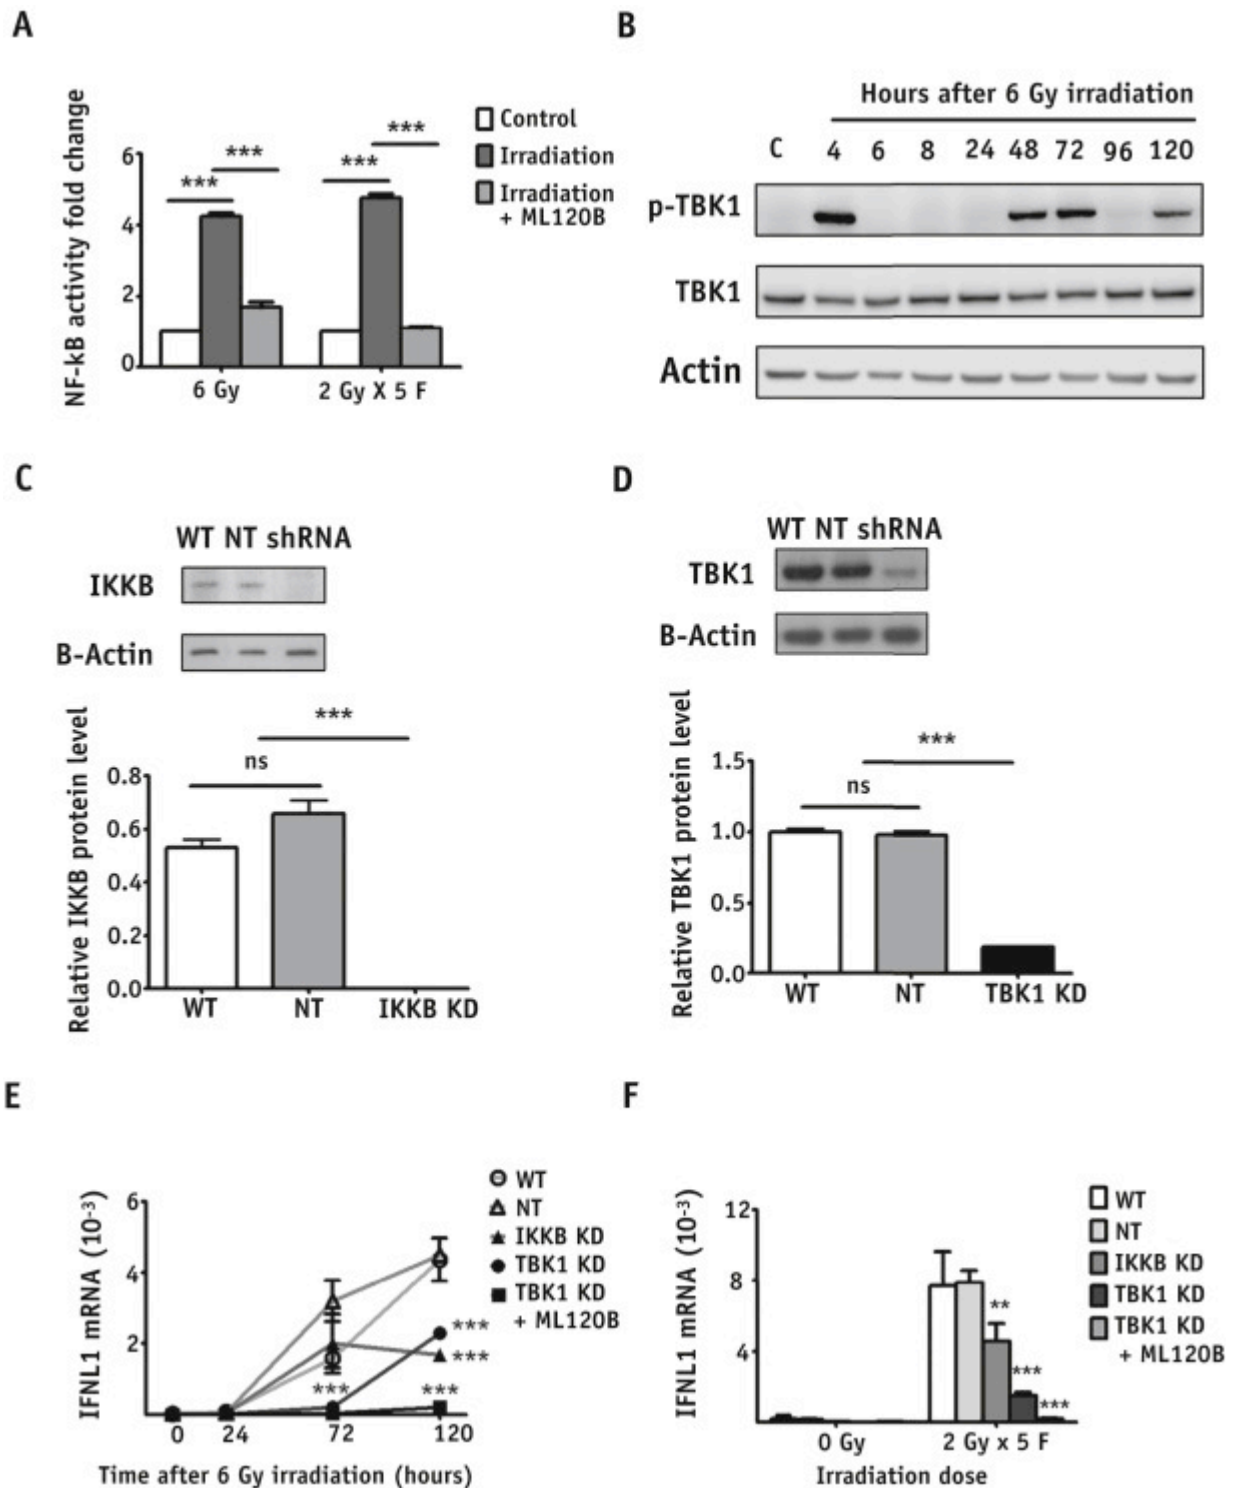 A
NF-kB activity fold change
6
4
2
0
***
***
***
***
6 Gy
2 Gy X 5 F
Control
Irradiation
Irradiation
+ ML120B
B
Hours after 6 Gy irradiation
C 4 6 8 24 48 72 96 120
p-TBK1
TBK1
Actin
C
WT NT shRNA
IKKB
B-Actin
Relative IKKB protein level
***
ns
0.8
0.6
0.4
0.2
0.0
WT NT IKKB KD
D
WT NT shRNA
TBK1
B-Actin
Relative TBK1 protein level
***
ns
1.5
1.0
0.5
0.0
WT NT TBK1 KD
E
IFNL1 mRNA (10-3)
6
4
2
***
***
***
***
0 24 72 120
Time after 6 Gy irradiation (hours)
WT
NT
IKKB KD
TBK1 KD
TBK1 KD
+ ML120B
F
IFNL1 mRNA (10-3)
12
8
4
**
***
***
0 Gy 2 Gy x 5 F
Irradiation dose
WT
NT
IKKB KD
TBK1 KD
TBK1 KD
+ ML120B